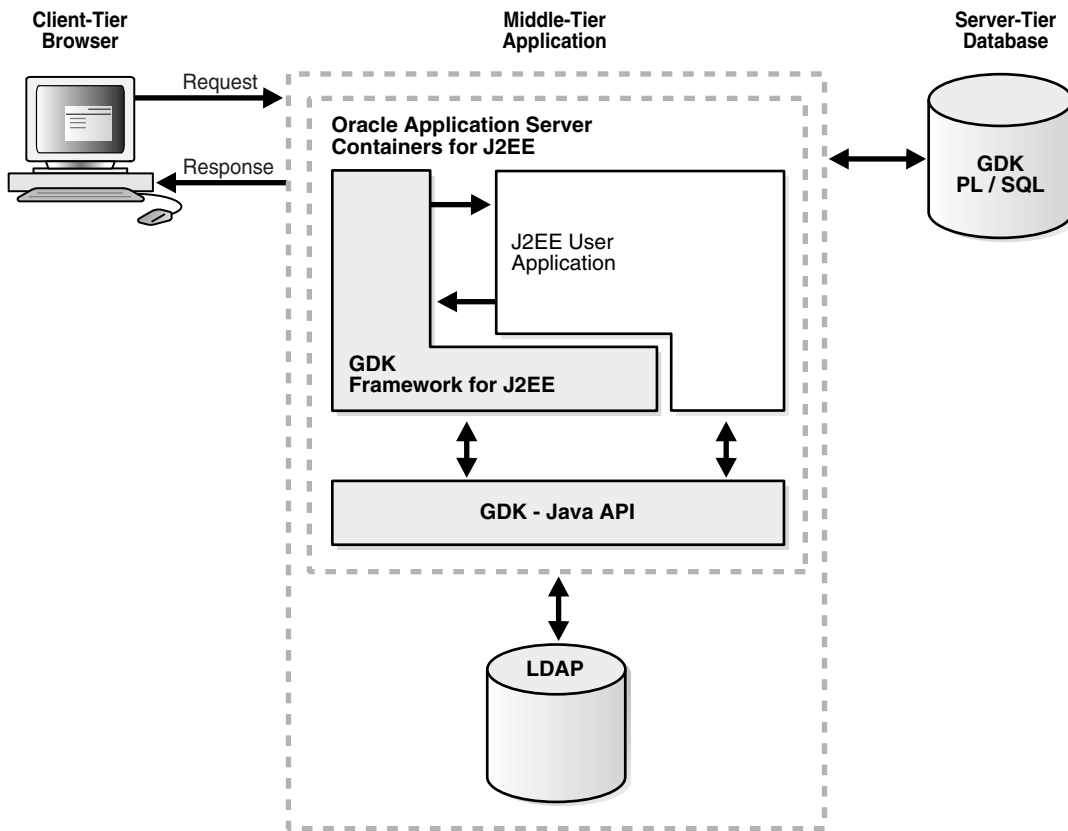 Client-Tier
Browser
Middle-Tier
Application
Server-Tier
Database
Request
Response
Oracle Application Server
Containers for J2EE
J2EE User
Application
GDK
Framework for J2EE
GDK - Java API
LDAP
GDK
PL / SQL